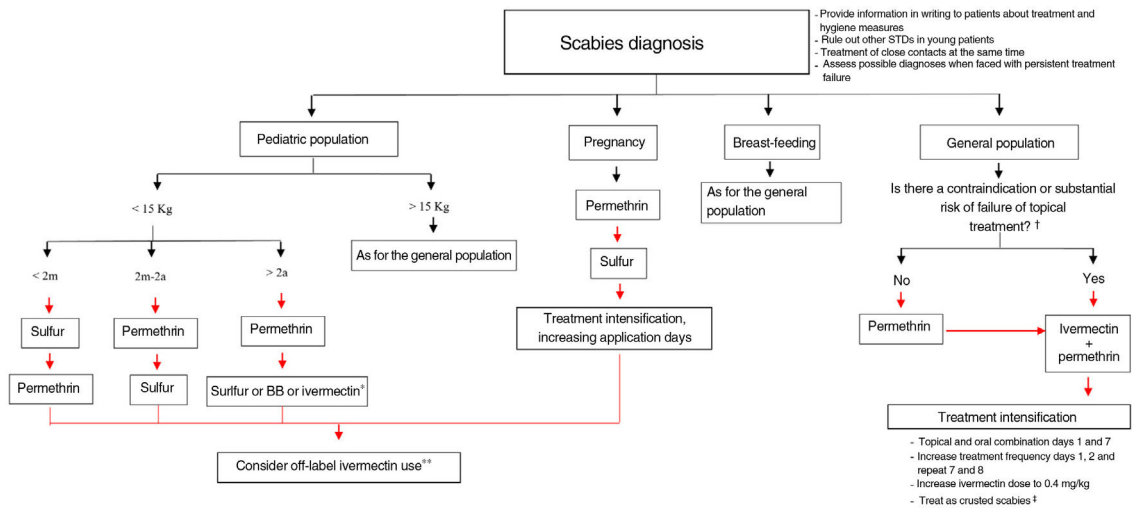 Scabies diagnosis
- Provide information in writing to patients about treatment and
hygiene measures
- Rule out other STDs in young patients
- Treatment of close contacts at the same time
- Assess possible diagnoses when faced with persistent treatment
failure
Pediatric population
Pregnancy
Breast-feeding
General population
< 15 Kg
> 15 Kg
As for the general population
Permethrin
As for the general
population
Is there a contraindication or substantial
risk of failure of topical
treatment? †
< 2m
2m-2a
> 2a
Sulfur
No
Yes
Sulfur
Permethrin
Permethrin
Treatment intensification,
increasing application days
Permethrin
Ivermectin
+
permethrin
Permethrin
Sulfur
Surlfur or BB or ivermectin*
Consider off-label ivermectin use**
Treatment intensification
- Topical and oral combination days 1 and 7
- Increase treatment frequency days 1, 2 and
repeat 7 and 8
- Increase ivermectin dose to 0.4 mg/kg
- Treat as crusted scabies ‡